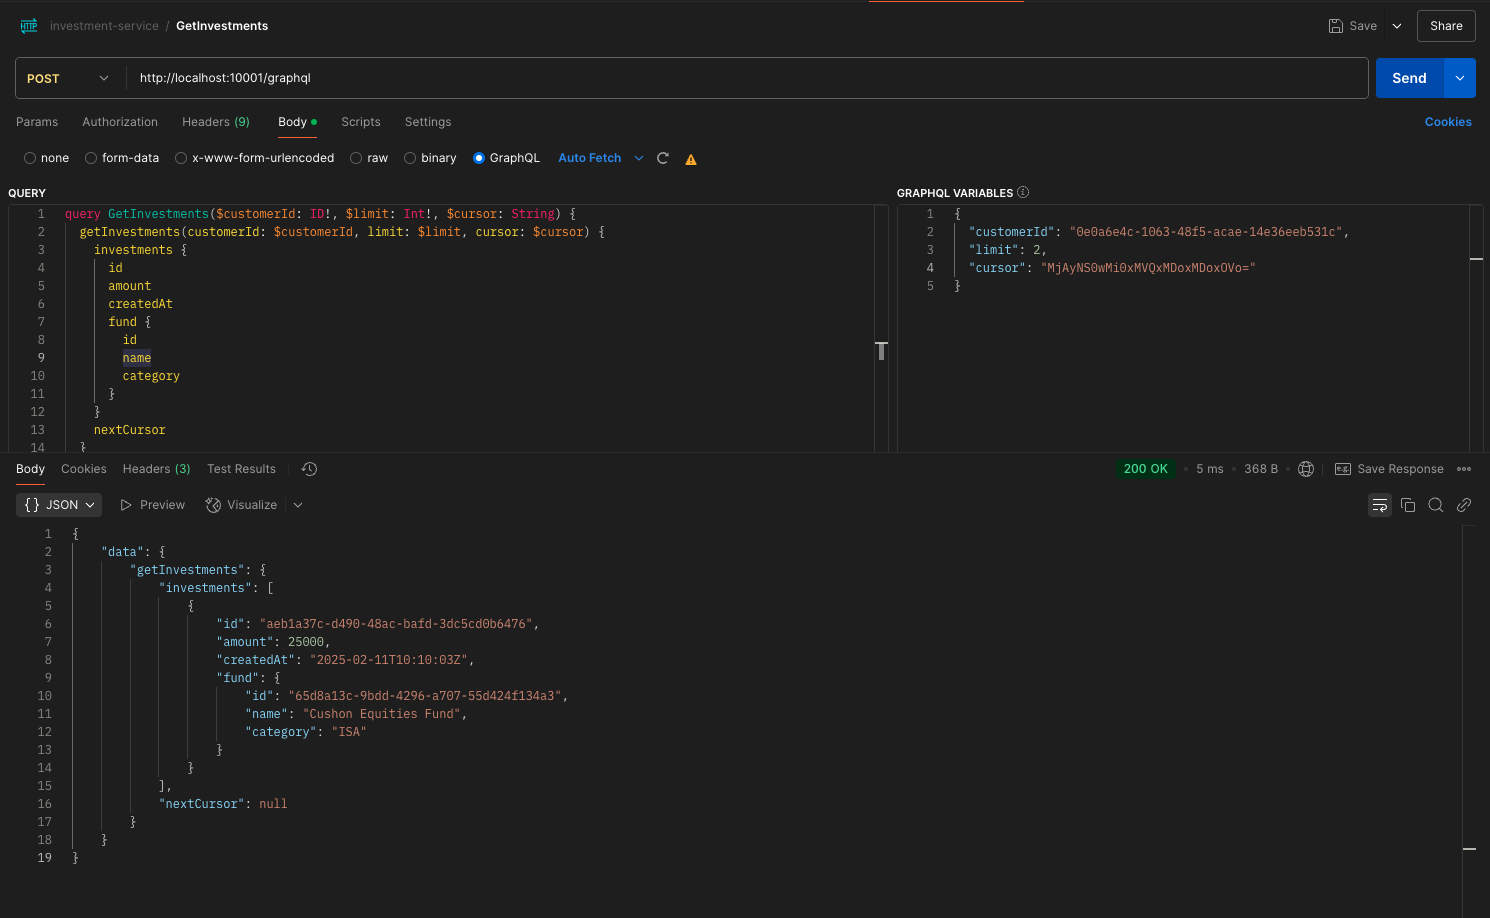 HTTP investment-service / GetInvestments Save Share
POST http://localhost:10001/graphql Send
Params Authorization Headers (9) Body Scripts Settings Cookies
none form-data x-www-form-urlencoded raw binary GraphQL Auto Fetch
QUERY
1 query GetInvestments($customerId: ID!, $limit: Int!, $cursor: String) {
2 getInvestments(customerId: $customerId, limit: $limit, cursor: $cursor) {
3 investments {
4 id
5 amount
6 createdAt
7 fund {
8 id
9 name
10 category
11 }
12 }
13 nextCursor
14 }
GRAPHQL VARIABLES
1 {
2 "customerId": "0e0a6e4c-1063-48f5-acae-14e36eeb531c",
3 "limit": 2,
4 "cursor": "MjAyNS0wMi0xMVQxMDoxMDoxOVo="
5 }
Body Cookies Headers (3) Test Results 200 OK • 5 ms • 368 B • e.g. Save Response
{} JSON Preview Visualize
1 {
2 "data": {
3 "getInvestments": {
4 "investments": [
5 {
6 "id": "aeb1a37c-d490-48ac-bafd-3dc5cd0b6476",
7 "amount": 25000,
8 "createdAt": "2025-02-11T10:10:03Z",
9 "fund": {
10 "id": "65d8a13c-9bdd-4296-a707-55d424f134a3",
11 "name": "Cushon Equities Fund",
12 "category": "ISA"
13 }
14 }
15 ],
16 "nextCursor": null
17 }
18 }
19 }